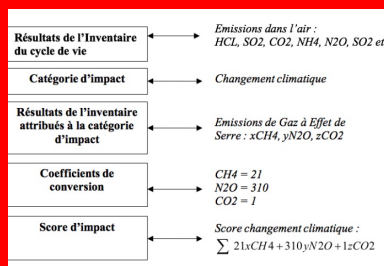 Résultats de l'Inventaire
du cycle de vie
Emissions dans l'air :
HCL, SO2, CO2, NH4, N2O, SO2 et
Catégorie d'impact
Changement climatique
Résultats de l'inventaire
attribués à la catégorie
d'impact
Emissions de Gaz à Effet de
Serre : xCH4, yN2O, zCO2
Coefficients de
conversion
CH4 = 21
N2O = 310
CO2 = 1
Score d'impact
Score changement climatique :
∑ 21xCH4+310yN2O+1zCO2